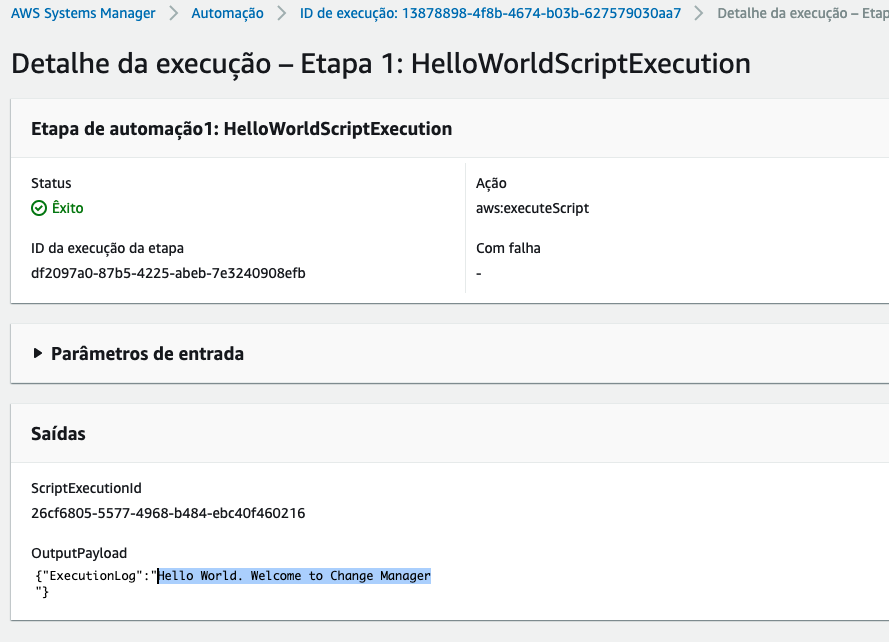 AWS Systems Manager > Automação > ID de execução: 13878898-4f8b-4674-b03b-627579030aa7 > Detalhe da execução – Etap
Detalhe da execução – Etapa 1: HelloWorldScriptExecution
Etapa de automação1: HelloWorldScriptExecution
Status
Êxito
Ação
aws:executeScript
ID da execução da etapa
df2097a0-87b5-4225-abeb-7e3240908efb
Com falha
-
Parâmetros de entrada
Saídas
ScriptExecutionId
26cf6805-5577-4968-b484-ebc40f460216
OutputPayload
{"ExecutionLog":"Hello World. Welcome to Change Manager
"}